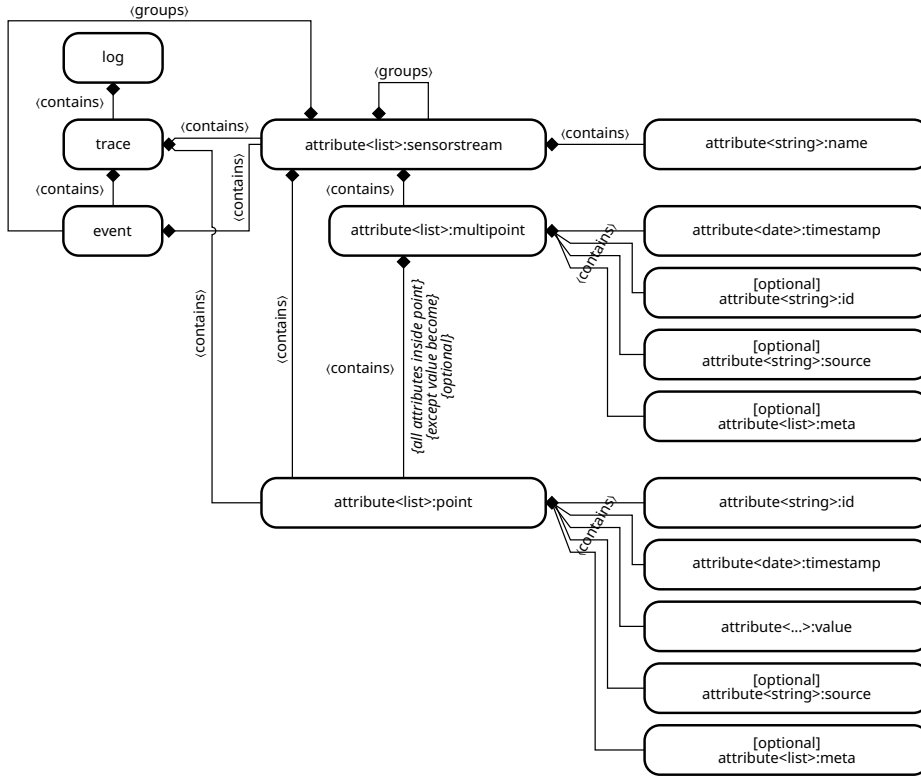 ⟨groups⟩
log
⟨groups⟩
⟨contains⟩
⟨contains⟩
⟨contains⟩
trace
attribute<list>:sensorstream
attribute<string>:name
⟨contains⟩
⟨contains⟩
⟨contains⟩
event
attribute<list>:multipoint
attribute<date>:timestamp
⟨contains⟩
[optional]
attribute<string>:id
⟨contains⟩
⟨contains⟩
⟨contains⟩
{all attributes inside point}
{except value become}
{optional}
[optional]
attribute<string>:source
[optional]
attribute<list>:meta
attribute<list>:point
attribute<string>:id
⟨contains⟩
attribute<date>:timestamp
attribute<...>:value
[optional]
attribute<string>:source
[optional]
attribute<list>:meta